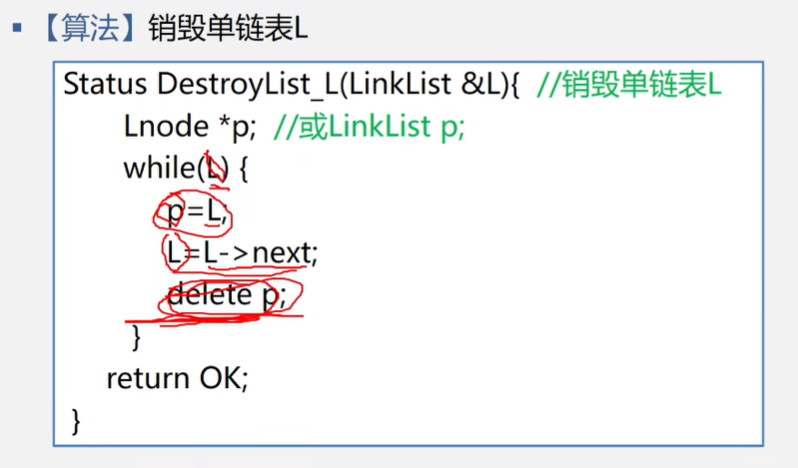 ▪ 【算法】销毁单链表L
Status DestroyList_L(LinkList &L){ //销毁单链表L
Lnode *p; //或LinkList p;
while(L) {
p=L;
L=L->next;
delete p;
}
return OK;
}